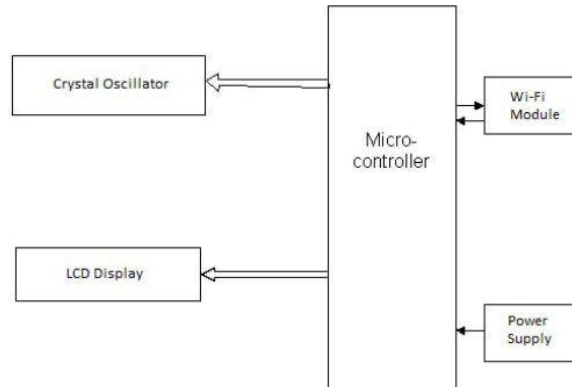 Crystal Oscillator
Wi-Fi
Module
Micro-
controller
LCD Display
Power
Supply